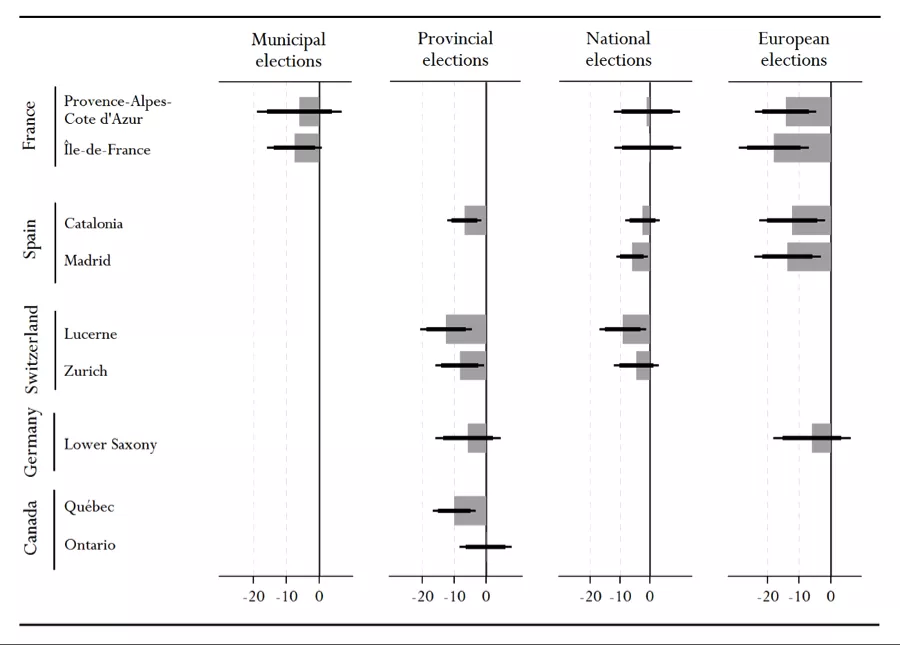 Municipal
elections
Provincial
elections
National
elections
European
elections
France
Provence-Alpes-
Cote d'Azur
Île-de-France
Spain
Catalonia
Madrid
Switzerland
Lucerne
Zurich
Germany
Lower Saxony
Canada
Québec
Ontario
-20 -10 0 -20 -10 0 -20 -10 0 -20 -10 0